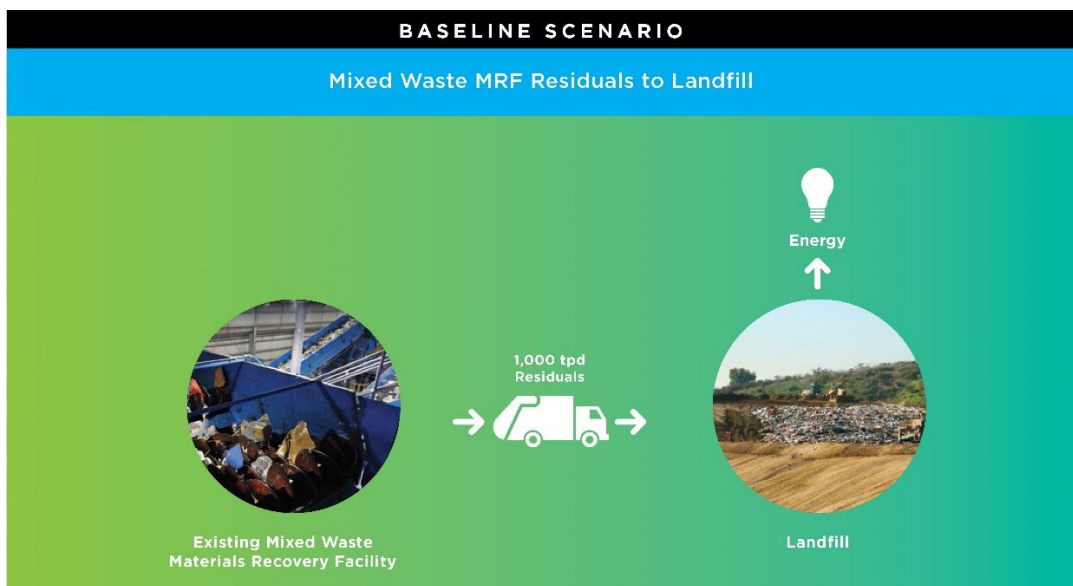 BASELINE SCENARIO
Mixed Waste MRF Residuals to Landfill
Energy
1,000 tpd
Residuals
Existing Mixed Waste
Materials Recovery Facility
Landfill